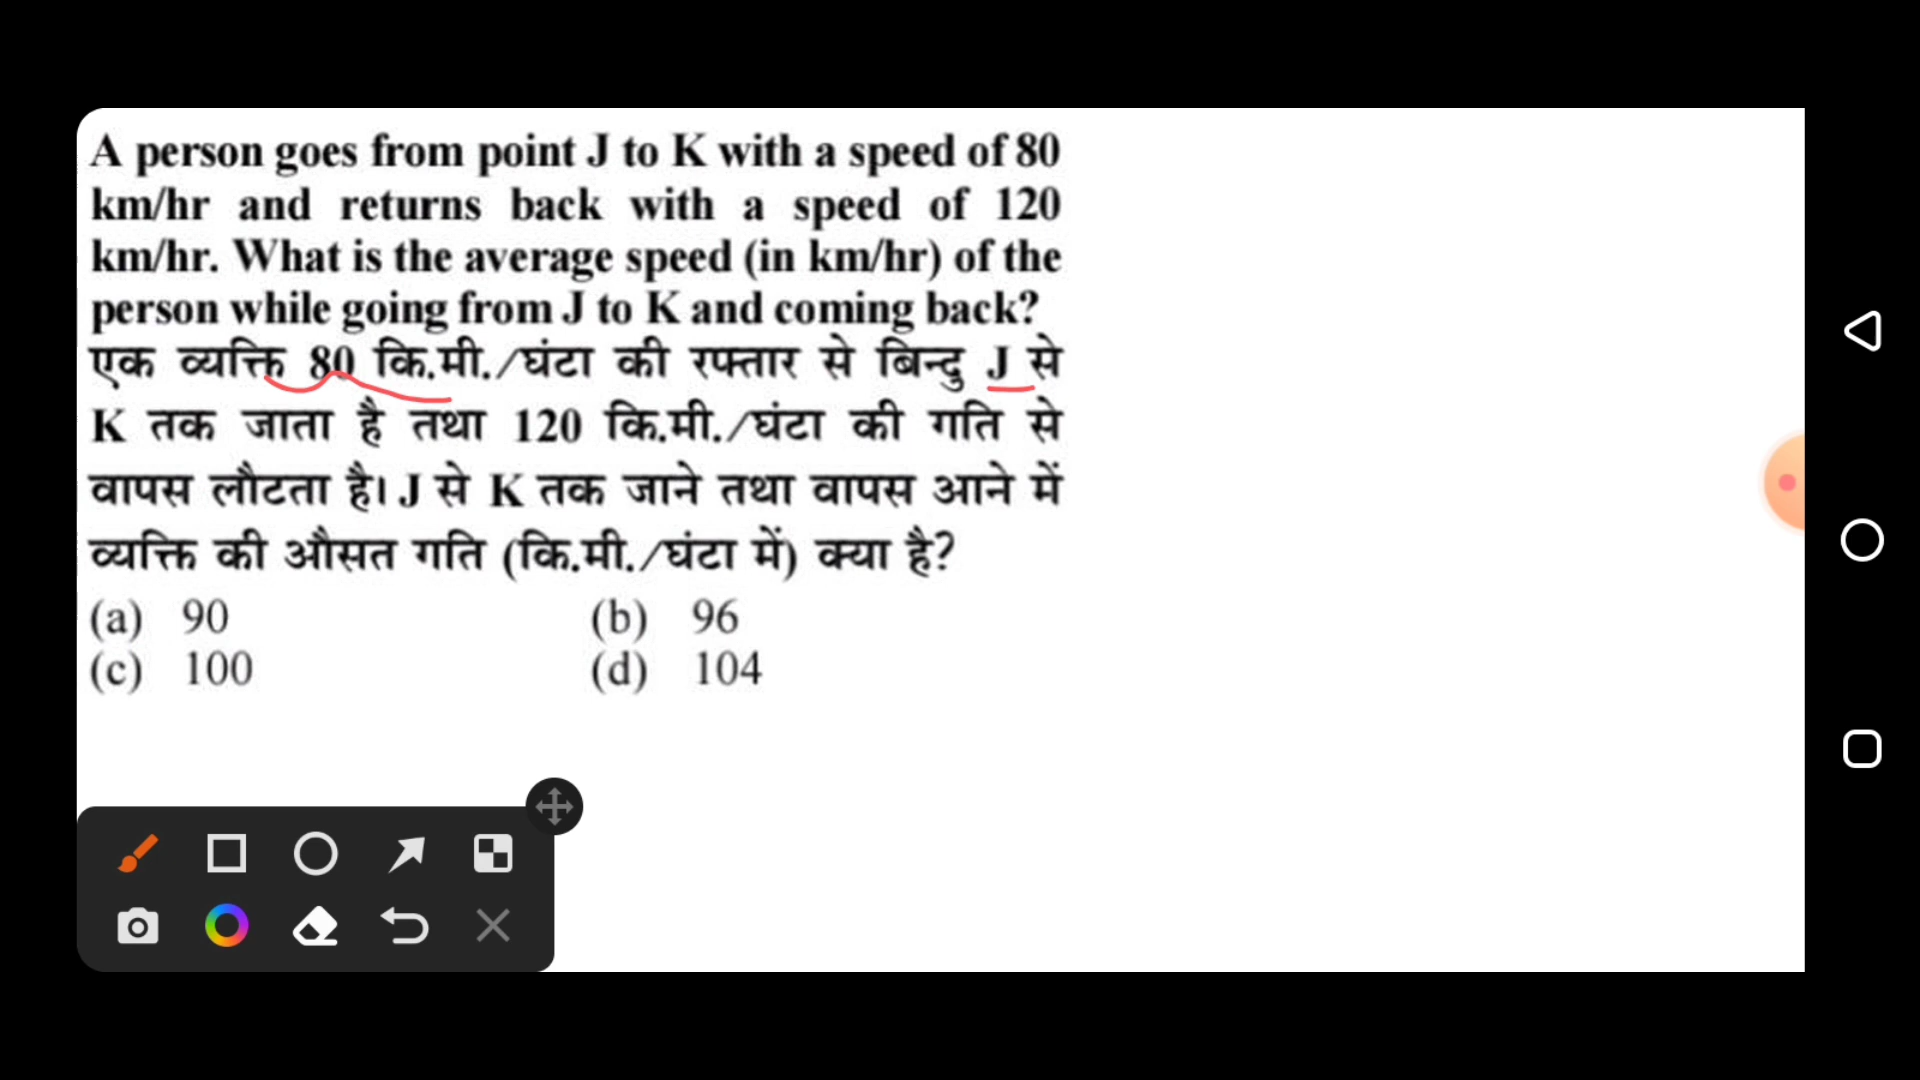 A person goes from point J to K with a speed of 80
km/hr and returns back with a speed of 120
km/hr. What is the average speed (in km/hr) of the
person while going from J to K and coming back?
एक व्यक्ति 80 कि.मी./घंटा की रफ्तार से बिन्दु J से
K तक जाता है तथा 120 कि.मी./घंटा की गति से
वापस लौटता है। J से K तक जाने तथा वापस आने में
व्यक्ति की औसत गति (कि.मी./घंटा में) क्या है?
(a) 90 (b) 96
(c) 100 (d) 104